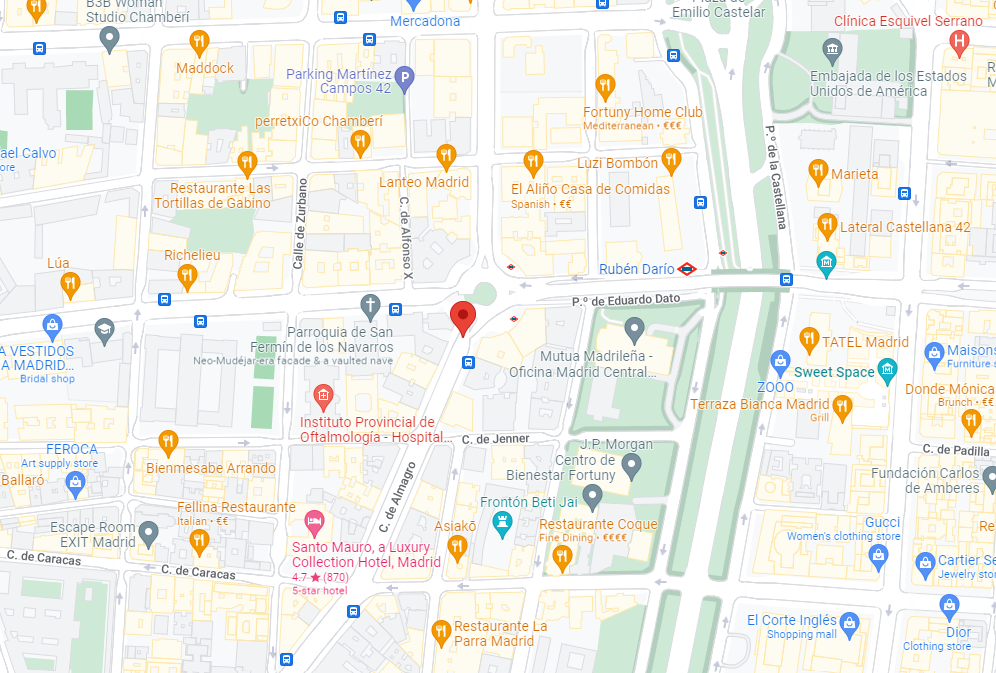 B3B Woman
Studio Chamberí
Mercadona
Plaza de
Emilio Castelar
Clínica Esquivel Serrano
H
Maddock
Parking Martínez
Campos 42
P
Embajada de los Estados
Unidos de América
perretxiCo Chamberí
Fortuny Home Club
Mediterranean • €€€
P.º de la Castellana
ael Calvo
ore
Restaurante Las
Tortillas de Gabino
Lanteo Madrid
El Aliño Casa de Comidas
Spanish • €€
Luzi Bombón
Marieta
Calle de Zurbano
C. de Alfonso X
Lateral Castellana 42
Lúa
Richelieu
Rubén Darío
P.º de Eduardo Dato
A VESTIDOS
A MADRID...
Bridal shop
Parroquia de San
Fermín de los Navarros
Neo-Mudéjar-era facade & a vaulted nave
Mutua Madrileña -
Oficina Madrid Central...
TATEL Madrid
Maisons
Furniture s
ZOOO
Sweet Space
Donde Mónica
Brunch • €€
Terraza Bianca Madrid
Grill
Instituto Provincial de
Oftalmología - Hospital...
C. de Jenner
J.P. Morgan
Centro de
Bienestar Fortuny
C. de Padilla
FEROCA
Art supply store
Ballaró
Bienmesabe Arrando
C. de Almagro
Fundación Carlos
de Amberes
Fellina Restaurante
Italian • €€
Frontón Beti Jai
Escape Room
EXIT Madrid
Asiakō
Restaurante Coque
Fine Dining • €€€€
Gucci
Women's clothing store
Re
Santo Mauro, a Luxury
Collection Hotel, Madrid
4.7 ★ (870)
5-star hotel
C. de Caracas
C. de Caracas
Cartier Se
Jewelry stor
El Corte Inglés
Shopping mall
Dior
Clothing store
Restaurante La
Parra Madrid